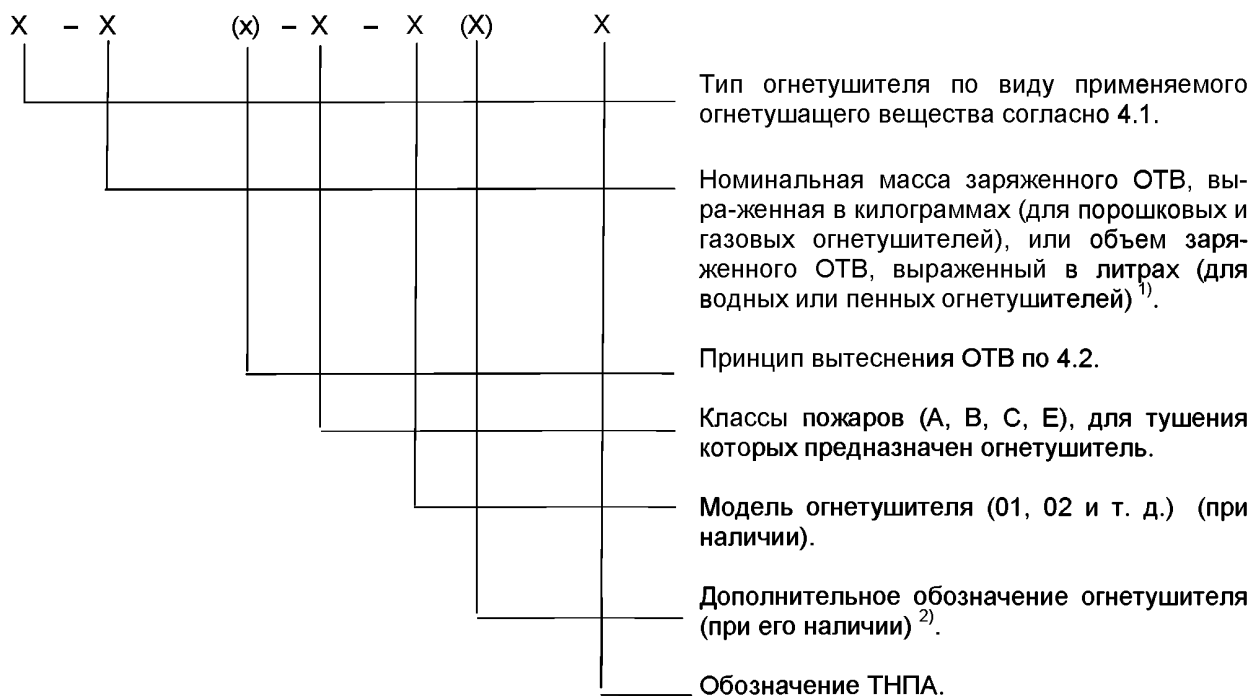 X – X (x) – X – X (X) X
Тип огнетушителя по виду применяемого
огнетушащего вещества согласно 4.1.
Номинальная масса заряженного ОТВ, вы-
ра-женная в килограммах (для порошковых и
газовых огнетушителей), или объем заря-
женного ОТВ, выраженный в литрах (для
водных или пенных огнетушителей) 1).
Принцип вытеснения ОТВ по 4.2.
Классы пожаров (А, В, С, Е), для тушения
которых предназначен огнетушитель.
Модель огнетушителя (01, 02 и т. д.) (при
наличии).
Дополнительное обозначение огнетушителя
(при его наличии) 2).
Обозначение ТНПА.